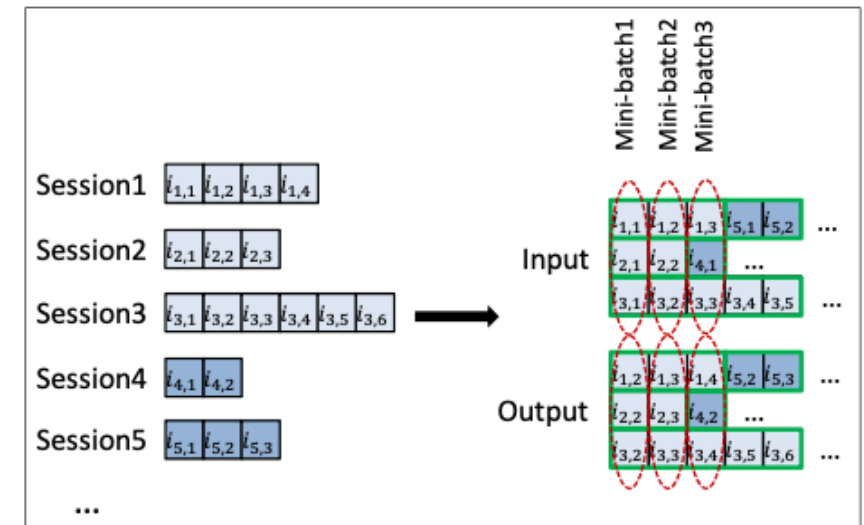 Mini-batch1
Mini-batch2
Mini-batch3
Session1 i1,1 i1,2 i1,3 i1,4
Session2 i2,1 i2,2 i2,3
Session3 i3,1 i3,2 i3,3 i3,4 i3,5 i3,6
Session4 i4,1 i4,2
Session5 i5,1 i5,2 i5,3
...
Input
i1,1 i1,2 i1,3 i5,1 i5,2 ...
i2,1 i2,2 i4,1 ...
i3,1 i3,2 i3,3 i3,4 i3,5 ...
Output
i1,2 i1,3 i1,4 i5,2 i5,3 ...
i2,2 i2,3 i4,2 ...
i3,2 i3,3 i3,4 i3,5 i3,6 ...